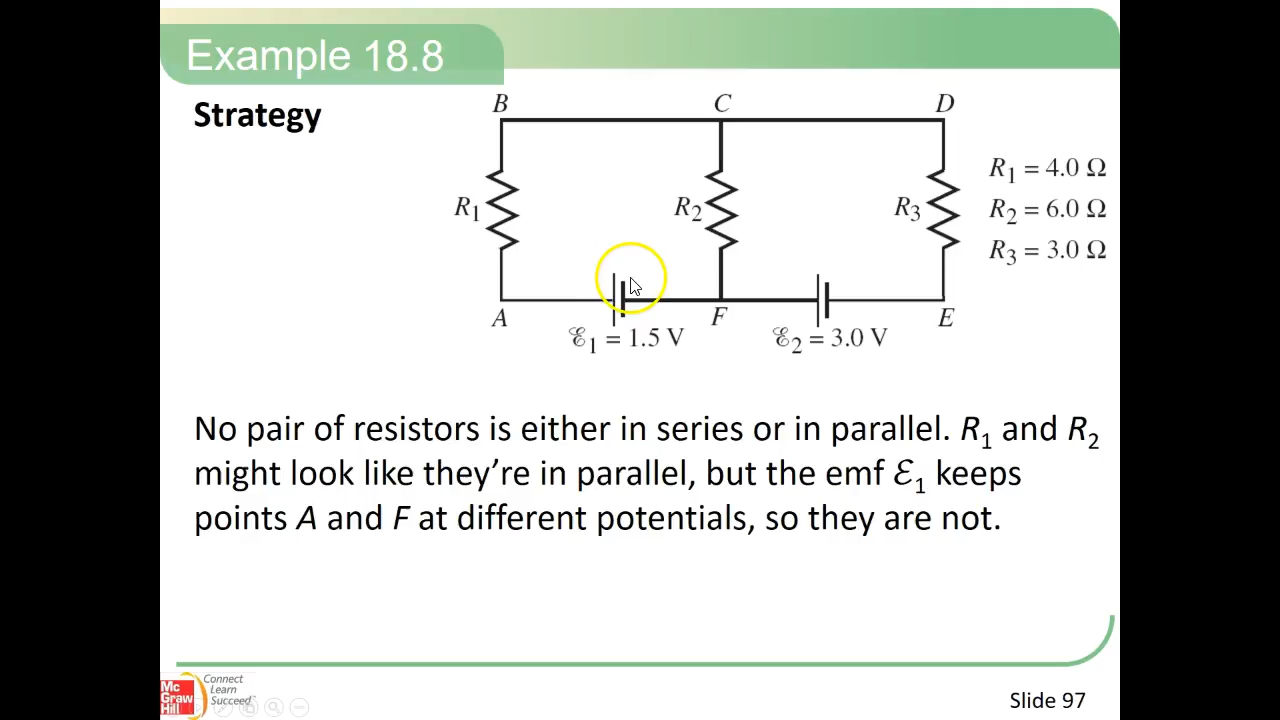 Example 18.8
Strategy
B
C
D
R1
R2
R3
R1 = 4.0 Ω
R2 = 6.0 Ω
R3 = 3.0 Ω
A
F
E
ℰ1 = 1.5 V
ℰ2 = 3.0 V
No pair of resistors is either in series or in parallel. R1 and R2
might look like they’re in parallel, but the emf ℰ1 keeps
points A and F at different potentials, so they are not.
Mc
Graw
Hill
Connect
Learn
Succeed™
Slide 97